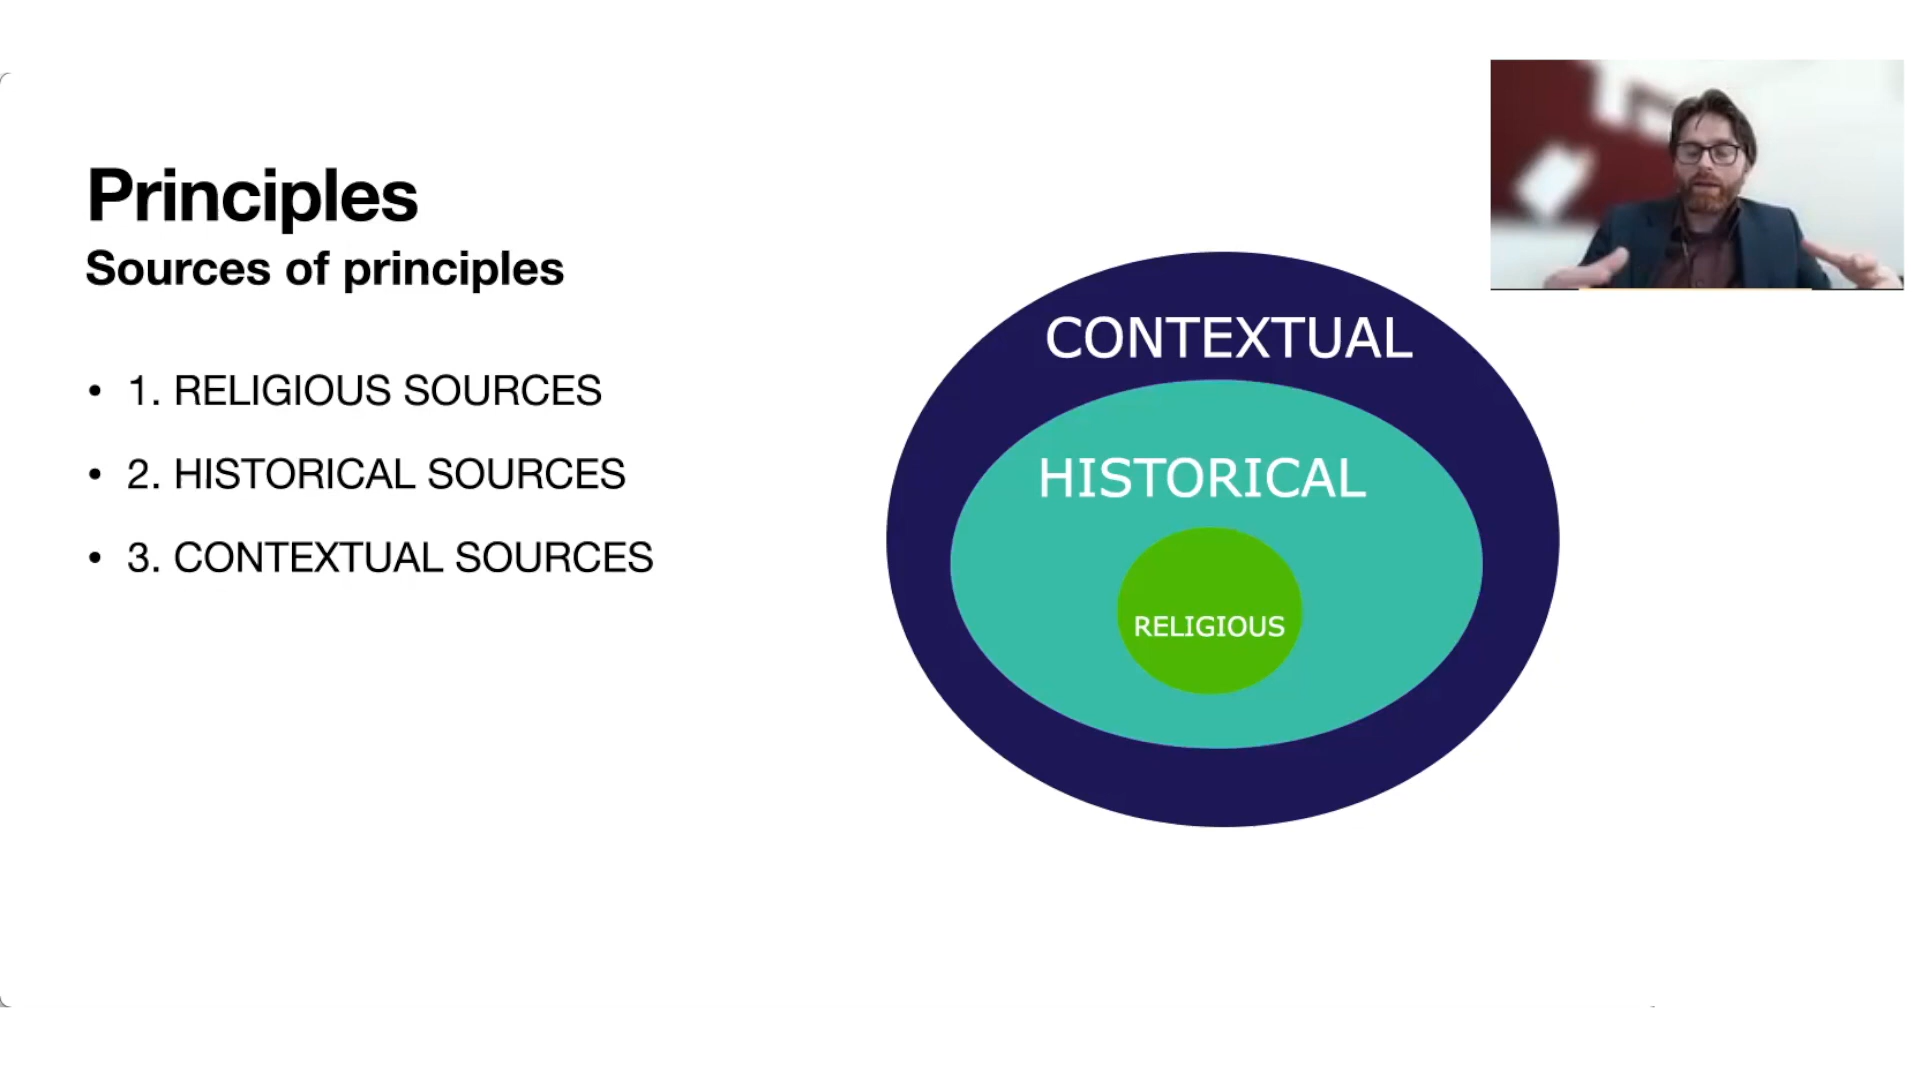 Principles
Sources of principles
• 1. RELIGIOUS SOURCES
• 2. HISTORICAL SOURCES
• 3. CONTEXTUAL SOURCES
CONTEXTUAL
HISTORICAL
RELIGIOUS